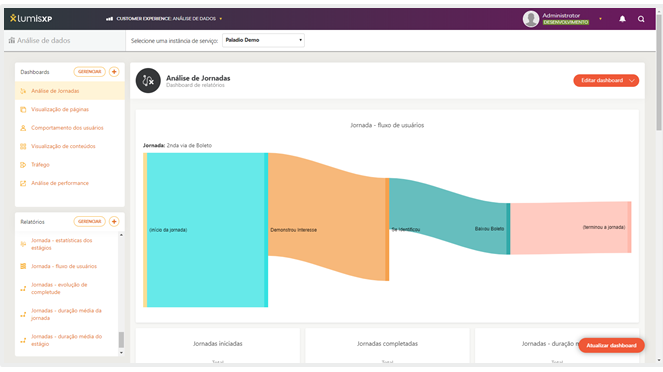 lumisxp
CUSTOMER EXPERIENCE: ANÁLISE DE DADOS
Administrator
DESENVOLVIMENTO
Análise de dados
Selecione uma instância de serviço:
Paladio Demo
Dashboards
GERENCIAR
Análise de Jornadas
Visualização de páginas
Comportamento dos usuários
Visualização de conteúdos
Tráfego
Análise de performance
Relatórios
GERENCIAR
Jornada - estatísticas dos
estágios
Jornada - fluxo de usuários
Jornadas - evolução de
completude
Jornadas - duração média da
jornada
Jornadas - duração média do
estágio
Análise de Jornadas
Dashboard de relatórios
Editar dashboard
Jornada - fluxo de usuários
Jornada: 2nda via de Boleto
(início da jornada)
Demonstrou interesse
Se identificou
Baixou Boleto
(terminou a jornada)
Jornadas iniciadas
Total
Jornadas completadas
Total
Jornadas - duração
Atualizar dashboard